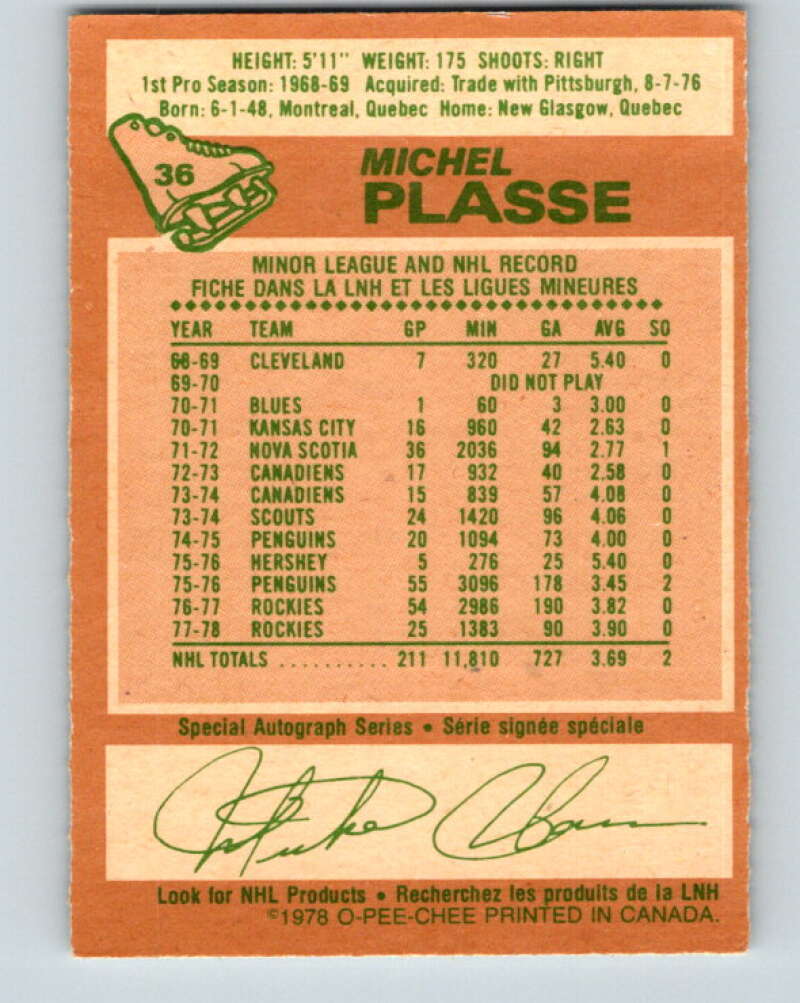 HEIGHT: 5'11" WEIGHT: 175 SHOOTS: RIGHT
1st Pro Season: 1968-69 Acquired: Trade with Pittsburgh, 8-7-76
Born: 6-1-48, Montreal, Quebec Home: New Glasgow, Quebec
36
MICHEL
PLASSE
MINOR LEAGUE AND NHL RECORD
FICHE DANS LA LNH ET LES LIGUES MINEURES
YEAR TEAM GP MIN GA AVG SO
68-69 CLEVELAND 7 320 27 5.40 0
69-70 DID NOT PLAY
70-71 BLUES 1 60 3 3.00 0
70-71 KANSAS CITY 16 960 42 2.63 0
71-72 NOVA SCOTIA 36 2036 94 2.77 1
72-73 CANADIENS 17 932 40 2.58 0
73-74 CANADIENS 15 839 57 4.08 0
73-74 SCOUTS 24 1420 96 4.06 0
74-75 PENGUINS 20 1094 73 4.00 0
75-76 HERSHEY 5 276 25 5.40 0
75-76 PENGUINS 55 3096 178 3.45 2
76-77 ROCKIES 54 2986 190 3.82 0
77-78 ROCKIES 25 1383 90 3.90 0
NHL TOTALS .......... 211 11,810 727 3.69 2
Special Autograph Series • Série signée spéciale
Look for NHL Products • Recherchez les produits de la LNH
©1978 O-PEE-CHEE PRINTED IN CANADA.